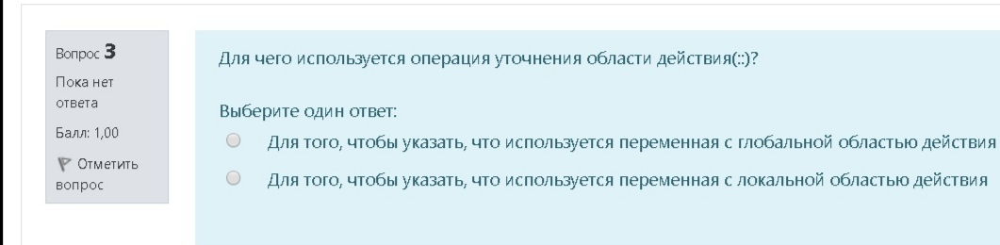 Вопрос 3
Пока нет
ответа
Балл: 1,00
Отметить
вопрос
Для чего используется операция уточнения области действия(::)?
Выберите один ответ:
Для того, чтобы указать, что используется переменная с глобальной областью действия
Для того, чтобы указать, что используется переменная с локальной областью действия